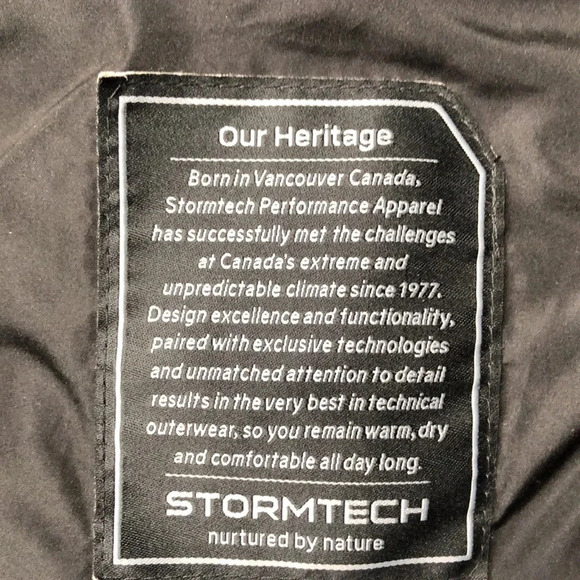 Our Heritage
Born in Vancouver Canada,
Stormtech Performance Apparel
has successfully met the challenges
at Canada's extreme and
unpredictable climate since 1977.
Design excellence and functionality,
paired with exclusive technologies
and unmatched attention to detail
results in the very best in technical
outerwear, so you remain warm, dry
and comfortable all day long.
STORMTECH
nurtured by nature